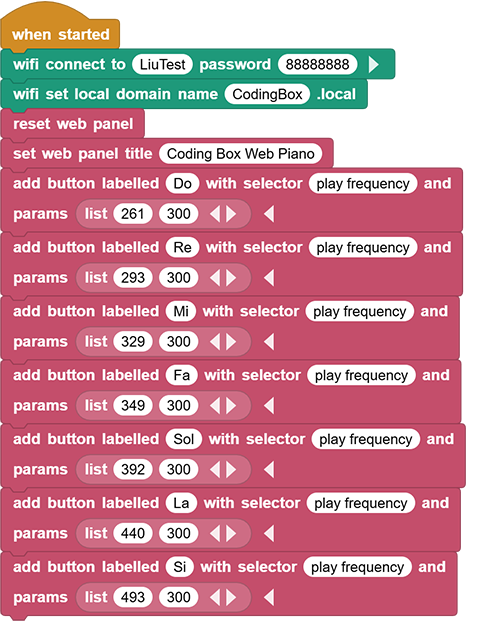 when started
wifi connect to LiuTest password 88888888
wifi set local domain name CodingBox .local
reset web panel
set web panel title Coding Box Web Piano
add button labelled Do with selector play frequency and
params list 261 300
add button labelled Re with selector play frequency and
params list 293 300
add button labelled Mi with selector play frequency and
params list 329 300
add button labelled Fa with selector play frequency and
params list 349 300
add button labelled Sol with selector play frequency and
params list 392 300
add button labelled La with selector play frequency and
params list 440 300
add button labelled Si with selector play frequency and
params list 493 300